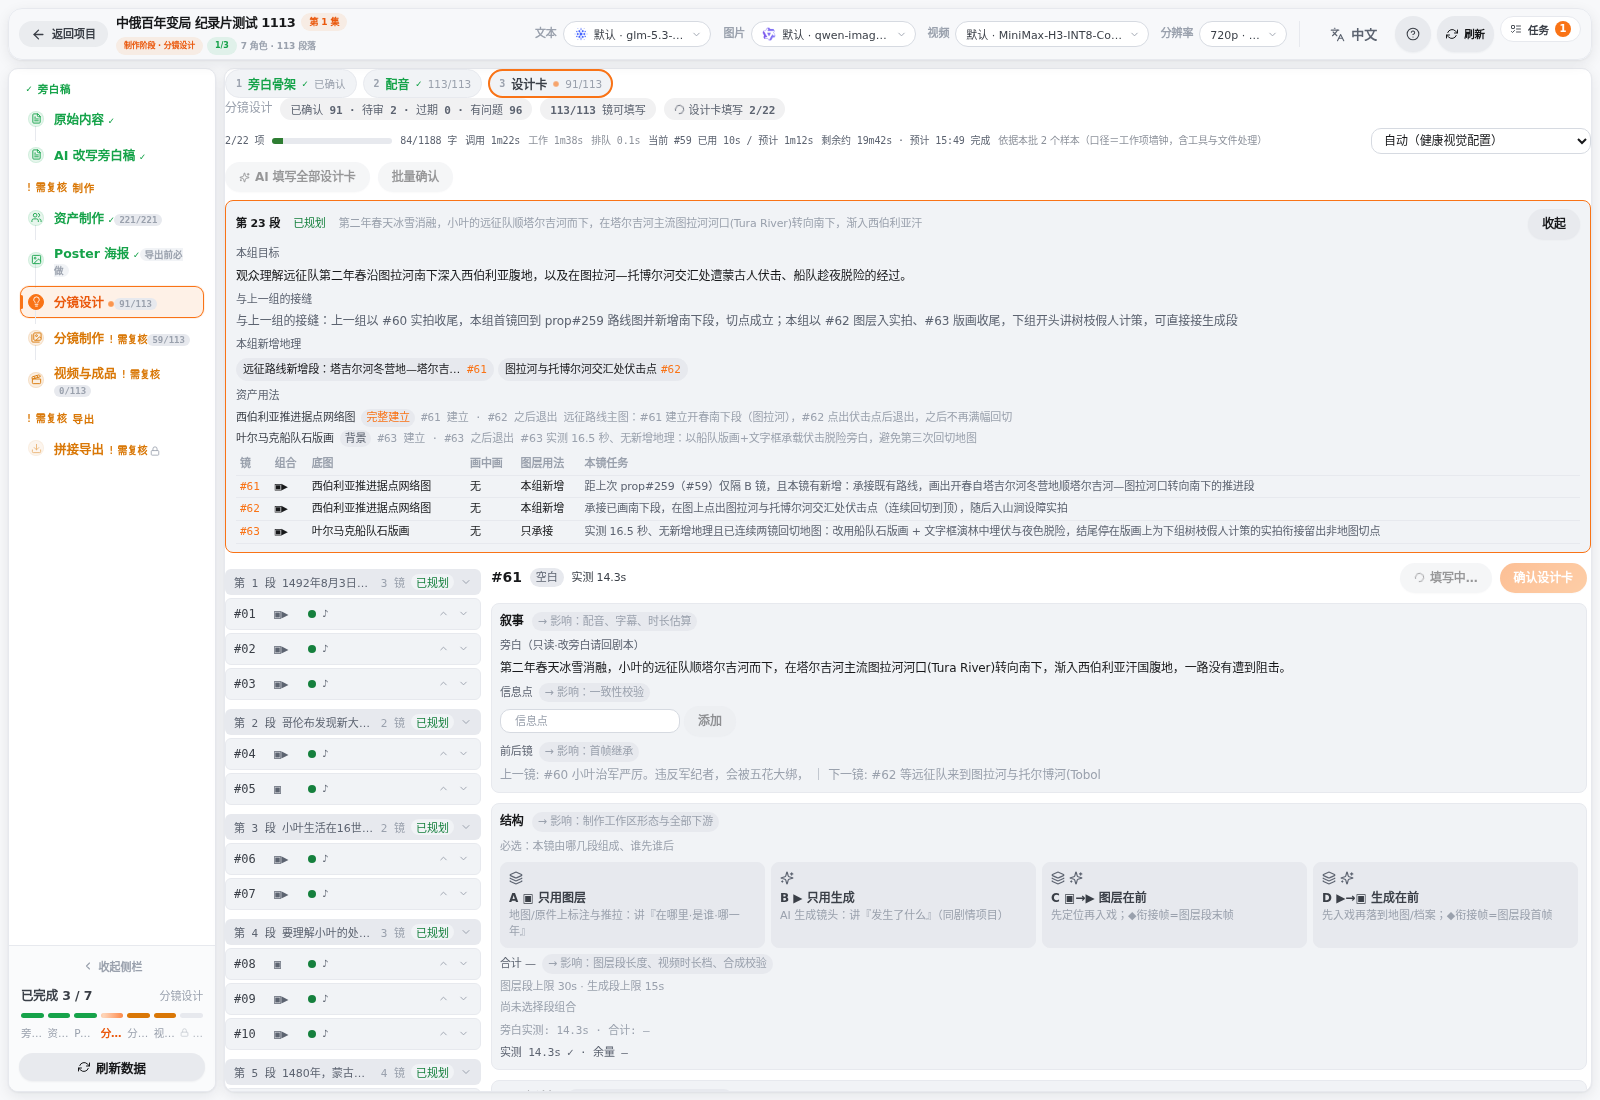 返回项目
中俄百年变局 纪录片测试 1113 第 1 集
制作阶段 · 分镜设计 1/3 7 角色 · 113 段落
文本 默认 · glm-5.3-... 图片 默认 · qwen-imag... 视频 默认 · MiniMax-H3-INT8-Co... 分辨率 720p · ... 中文 刷新 任务 1
✓ 旁白稿
原始内容 ✓
AI 改写旁白稿 ✓
! 需复核 制作
资产制作 ✓ 221/221
Poster 海报 ✓ 导出前必做
分镜设计 91/113
分镜制作 ! 需复核 59/113
视频与成品 ! 需复核
0/113
! 需复核 导出
拼接导出 ! 需复核
收起侧栏
已完成 3 / 7 分镜设计
旁... 资... P... 分... 分... 视... ...
刷新数据
1 旁白骨架 ✓ 已确认 2 配音 ✓ 113/113 3 设计卡 91/113
分镜设计 已确认 91 · 待审 2 · 过期 0 · 有问题 96 113/113 镜可填写 设计卡填写 2/22
2/22 项 84/1188 字 调用 1m22s 工作 1m38s 排队 0.1s 当前 #59 已用 10s / 预计 1m12s 剩余约 19m42s · 预计 15:49 完成 依据本批 2 个样本（口径=工作项墙钟，含工具与文件处理） 自动（健康视觉配置）
AI 填写全部设计卡 批量确认
第 23 段 已规划 第二年春天冰雪消融，小叶的远征队顺塔尔吉河而下，在塔尔吉河主流图拉河河口(Tura River)转向南下，渐入西伯利亚汗 收起
本组目标
观众理解远征队第二年春沿图拉河南下深入西伯利亚腹地，以及在图拉河—托博尔河交汇处遭蒙古人伏击、船队趁夜脱险的经过。
与上一组的接缝
与上一组的接缝：上一组以 #60 实拍收尾，本组首镜回到 prop#259 路线图并新增南下段，切点成立；本组以 #62 图层入实拍、#63 版画收尾，下组开头讲树枝假人计策，可直接接生成段
本组新增地理
远征路线新增段：塔吉尔河冬营地—塔尔吉... #61 图拉河与托博尔河交汇处伏击点 #62
资产用法
西伯利亚推进据点网络图 完整建立 #61 建立 · #62 之后退出 远征路线主图：#61 建立开春南下段（图拉河），#62 点出伏击点后退出，之后不再满幅回切
叶尔马克船队石版画 背景 #63 建立 · #63 之后退出 #63 实测 16.5 秒、无新增地理：以船队版画+文字框承载伏击脱险旁白，避免第三次回切地图
镜 组合 底图 画中画 图层用法 本镜任务
#61 ▣▶ 西伯利亚推进据点网络图 无 本组新增 距上次 prop#259（#59）仅隔 B 镜，且本镜有新增：承接既有路线，画出开春自塔吉尔河冬营地顺塔尔吉河—图拉河口转向南下的推进段
#62 ▣▶ 西伯利亚推进据点网络图 无 本组新增 承接已画南下段，在图上点出图拉河与托博尔河交汇处伏击点（连续回切到顶），随后入山涧设障实拍
#63 ▣▶ 叶尔马克船队石版画 无 只承接 实测 16.5 秒、无新增地理且已连续两镜回切地图：改用船队石版画 + 文字框演林中埋伏与夜色脱险，结尾停在版画上为下组树枝假人计策的实拍衔接留出非地图切点
第 1 段 1492年8月3日... 3 镜 已规划
#01 ▣▶ ♪
#02 ▣▶ ♪
#03 ▣▶ ♪
第 2 段 哥伦布发现新大... 2 镜 已规划
#04 ▣▶ ♪
#05 ▣ ♪
第 3 段 小叶生活在16世... 2 镜 已规划
#06 ▣▶ ♪
#07 ▣▶ ♪
第 4 段 要理解小叶的处... 3 镜 已规划
#08 ▣ ♪
#09 ▣▶ ♪
#10 ▣▶ ♪
第 5 段 1480年，蒙古... 4 镜 已规划
#61 空白 实测 14.3s 填写中... 确认设计卡
叙事 → 影响：配音、字幕、时长估算
旁白（只读·改旁白请回剧本）
第二年春天冰雪消融，小叶的远征队顺塔尔吉河而下，在塔尔吉河主流图拉河河口(Tura River)转向南下，渐入西伯利亚汗国腹地，一路没有遭到阻击。
信息点 → 影响：一致性校验
信息点 添加
前后镜 → 影响：首帧继承
上一镜: #60 小叶治军严厉。违反军纪者，会被五花大绑， ｜ 下一镜: #62 等远征队来到图拉河与托尔博河(Tobol
结构 → 影响：制作工作区形态与全部下游
必选：本镜由哪几段组成、谁先谁后
A ▣ 只用图层
地图/原件上标注与推拉：讲『在哪里·是谁·哪一年』
B ▶ 只用生成
AI 生成镜头：讲『发生了什么』（同剧情项目）
C ▣→▶ 图层在前
先定位再入戏；◆衔接帧=图层段末帧
D ▶→▣ 生成在前
先入戏再落到地图/档案；◆衔接帧=图层段首帧
合计 — → 影响：图层段长度、视频时长档、合成校验
图层段上限 30s · 生成段上限 15s
尚未选择段组合
旁白实测: 14.3s · 合计: —
实测 14.3s ✓ · 余量 —